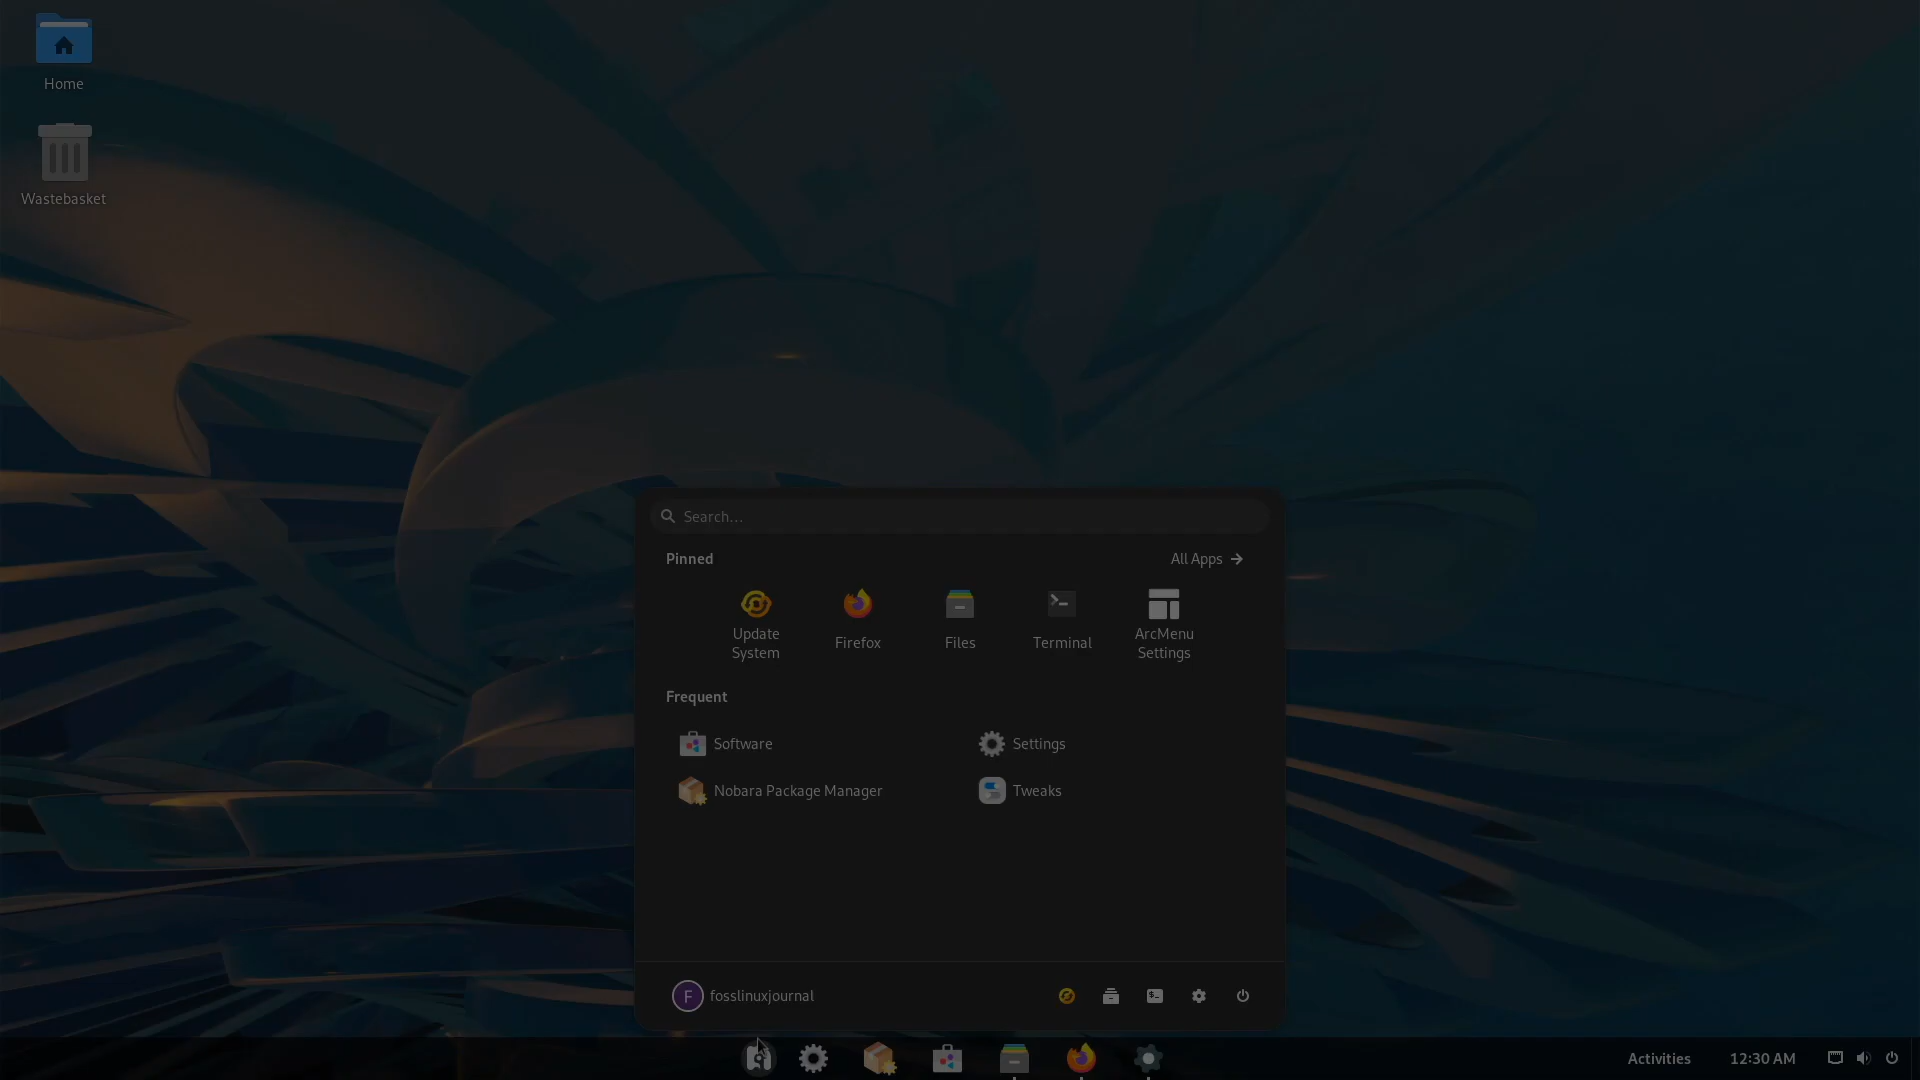 Home
Wastebasket
Search...
Pinned
All Apps
Update System
Firefox
Files
Terminal
ArcMenu Settings
Frequent
Software
Settings
Nobara Package Manager
Tweaks
F
fosslinuxjournal
Activities
12:30 AM